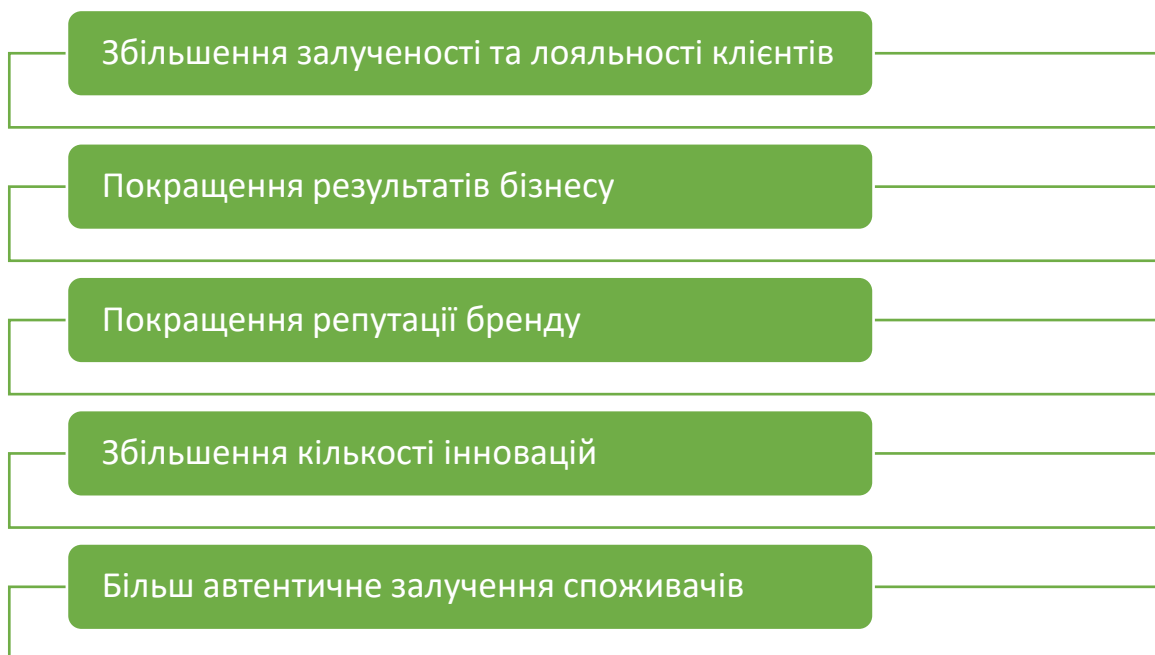 Збільшення залученості та лояльності клієнтів
Покращення результатів бізнесу
Покращення репутації бренду
Збільшення кількості інновацій
Більш автентичне залучення споживачів